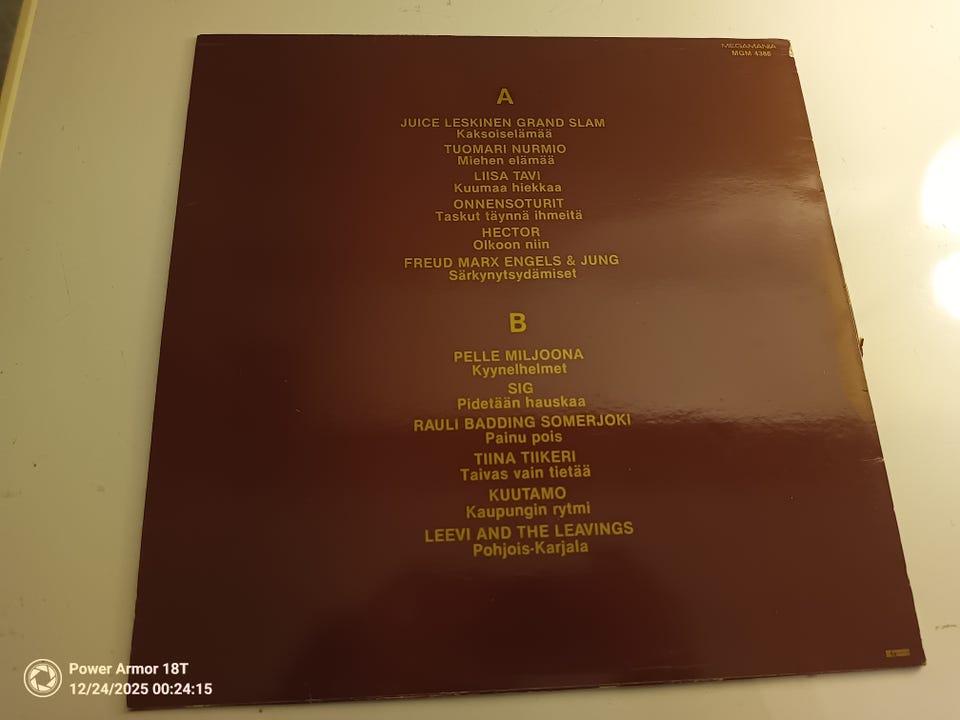 MEGAMANIA
MGM 4386
A
JUICE LESKINEN GRAND SLAM
Kaksoiselämää
TUOMARI NURMIO
Miehen elämää
LIISA TAVI
Kuumaa hiekkaa
ONNENSOTURIT
Taskut täynnä ihmeitä
HECTOR
Olkoon niin
FREUD MARX ENGELS & JUNG
Särkynytsydämiset
B
PELLE MILJOONA
Kyynelhelmet
SIG
Pidetään hauskaa
RAULI BADDING SOMERJOKI
Painu pois
TIINA TIIKERI
Taivas vain tietää
KUUTAMO
Kaupungin rytmi
LEEVI AND THE LEAVINGS
Pohjois-Karjala
Power Armor 18T
12/24/2025 00:24:15